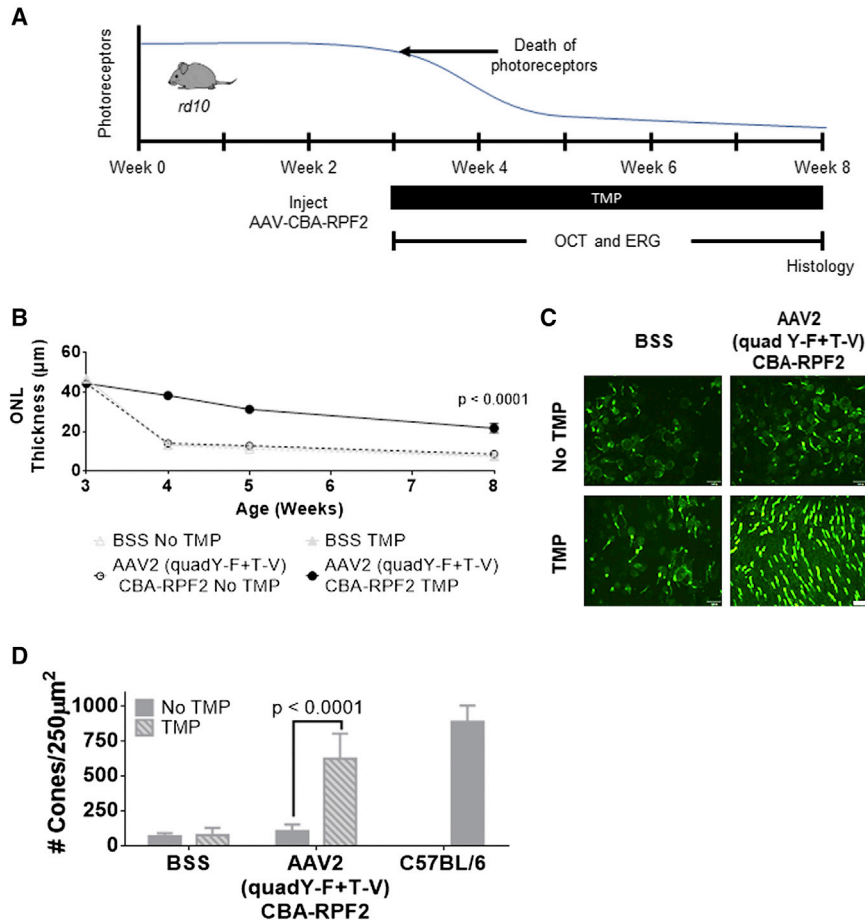 A
Photoreceptors
rd10
Death of
photoreceptors
Week 0
Week 2
Week 4
Week 6
Week 8
Inject
AAV-CBA-RPF2
TMP
OCT and ERG
Histology
B
ONL
Thickness (µm)
60
40
20
0
p < 0.0001
3
4
5
6
7
8
Age (Weeks)
BSS No TMP
BSS TMP
AAV2 (quadY-F+T-V)
CBA-RPF2 No TMP
AAV2 (quadY-F+T-V)
CBA-RPF2 TMP
C
BSS
AAV2
(quad Y-F+T-V)
CBA-RPF2
No TMP
TMP
D
# Cones/250µm²
1000
750
500
250
0
No TMP
TMP
p < 0.0001
BSS
AAV2
(quadY-F+T-V)
CBA-RPF2
C57BL/6